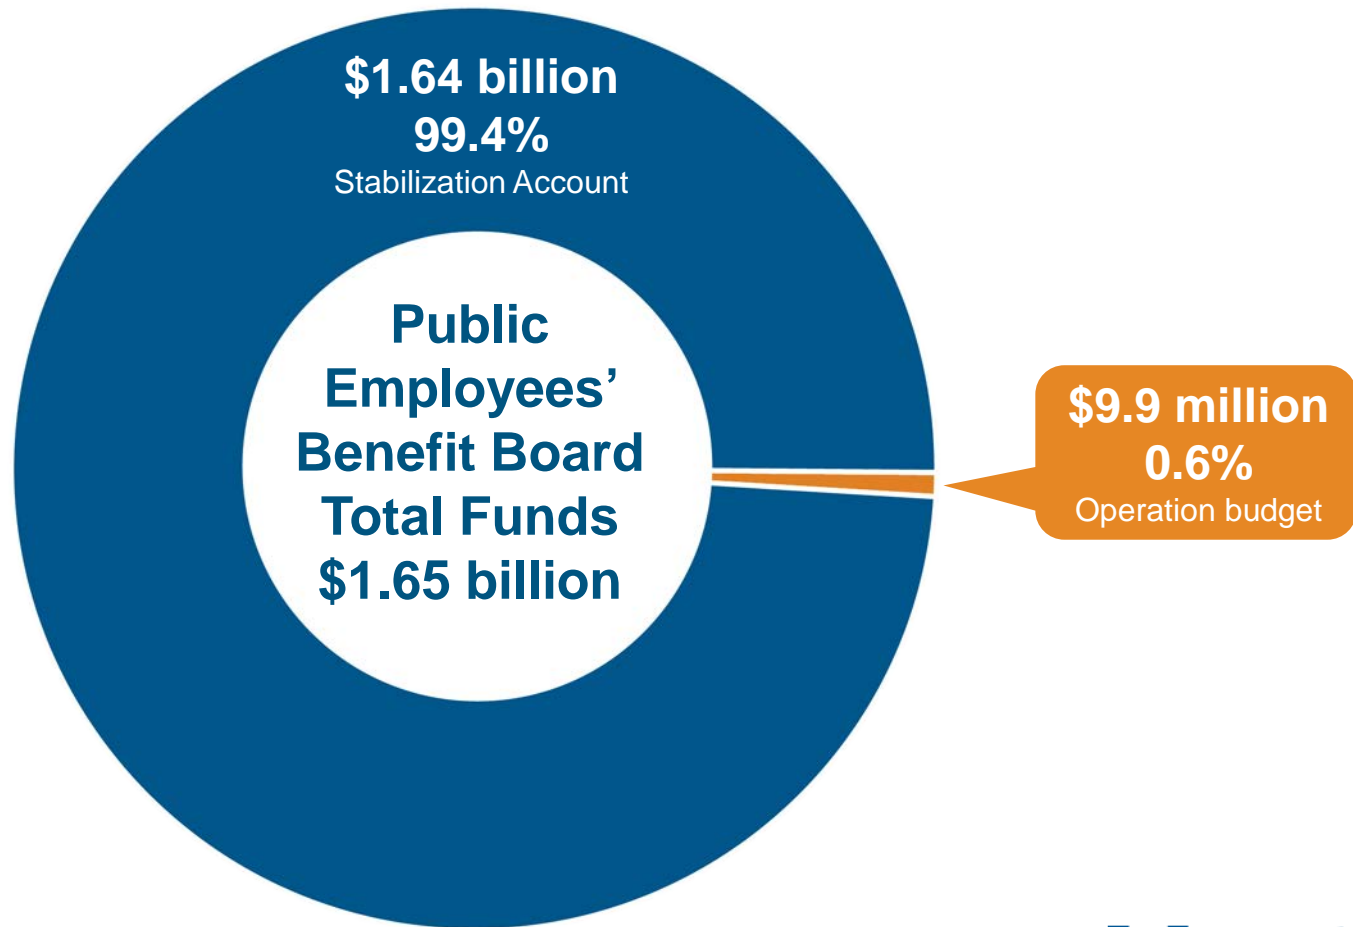 $1.64 billion
99.4%
Stabilization Account
Public
Employees’
Benefit Board
Total Funds
$1.65 billion
$9.9 million
0.6%
Operation budget